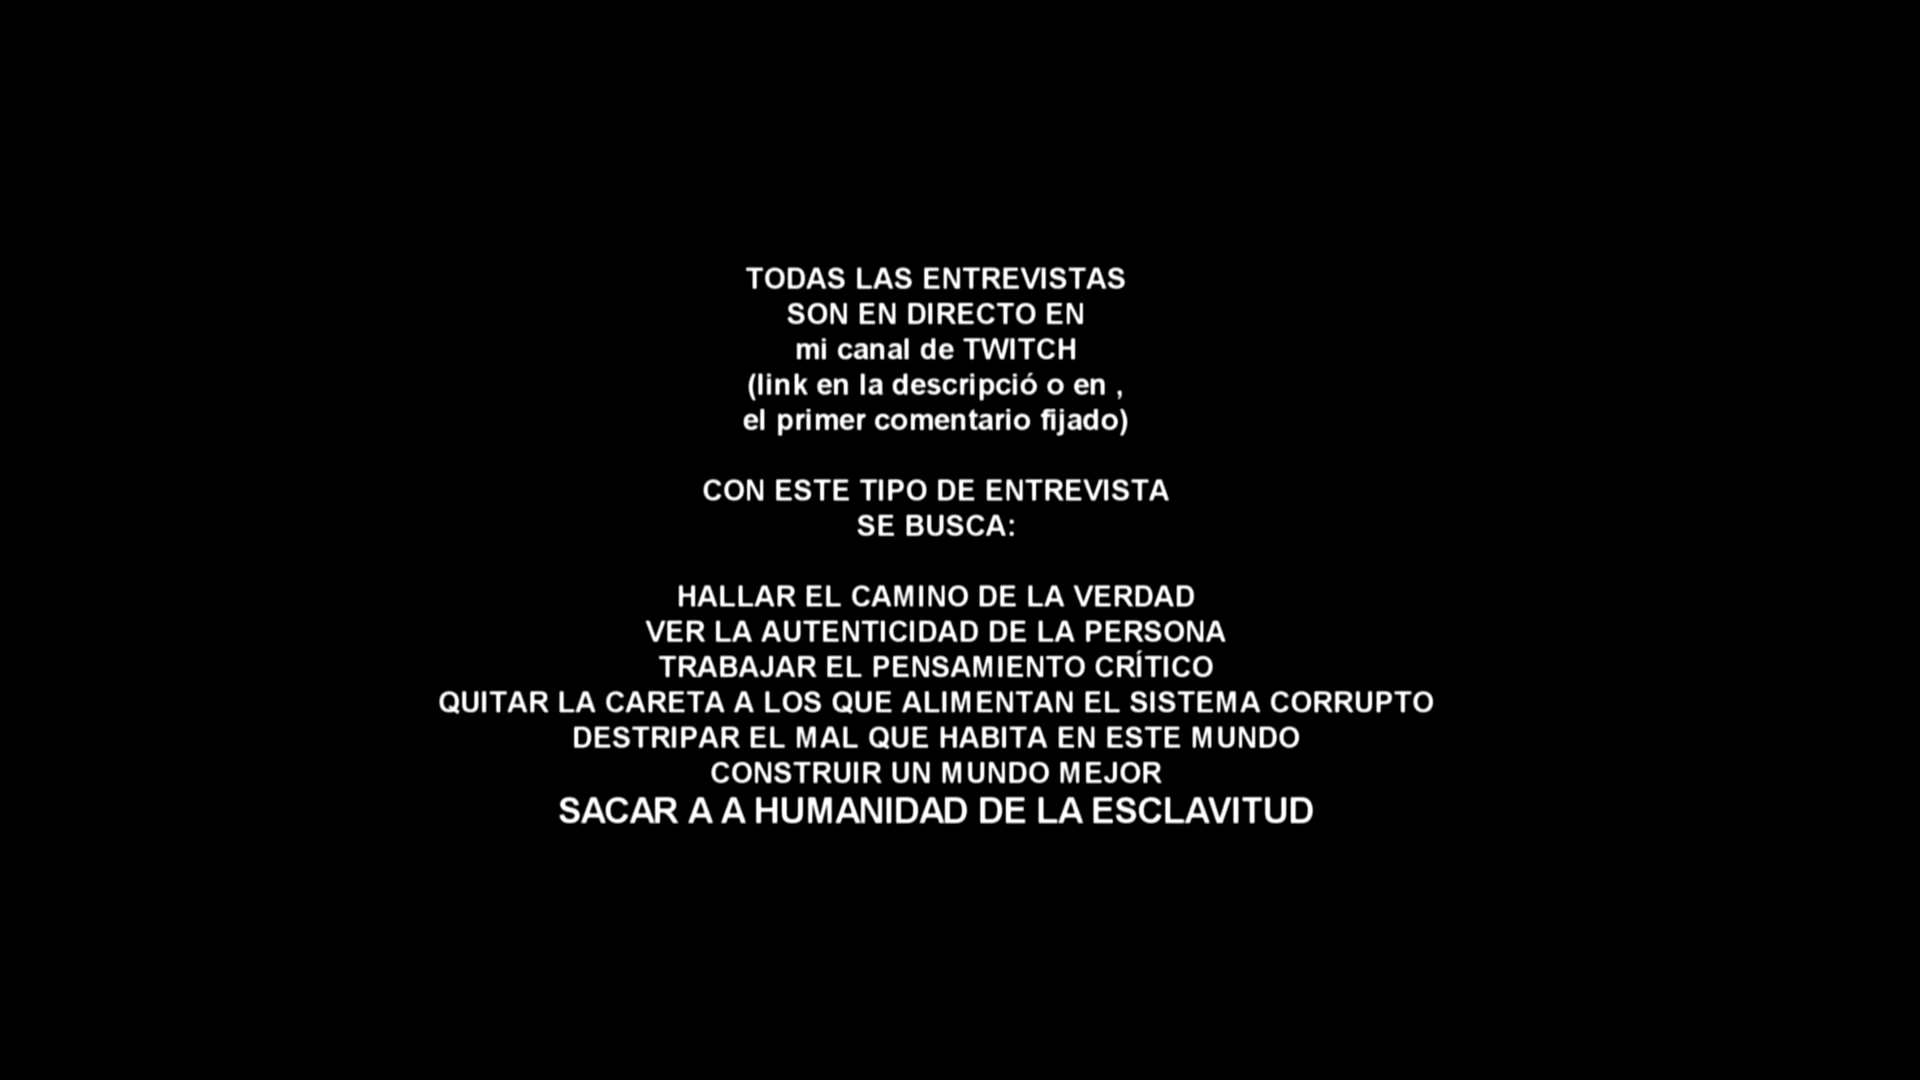 TODAS LAS ENTREVISTAS
SON EN DIRECTO EN
mi canal de TWITCH
(link en la descripció o en ,
el primer comentario fijado)
CON ESTE TIPO DE ENTREVISTA
SE BUSCA:
HALLAR EL CAMINO DE LA VERDAD
VER LA AUTENTICIDAD DE LA PERSONA
TRABAJAR EL PENSAMIENTO CRÍTICO
QUITAR LA CARETA A LOS QUE ALIMENTAN EL SISTEMA CORRUPTO
DESTRIPAR EL MAL QUE HABITA EN ESTE MUNDO
CONSTRUIR UN MUNDO MEJOR
SACAR A A HUMANIDAD DE LA ESCLAVITUD